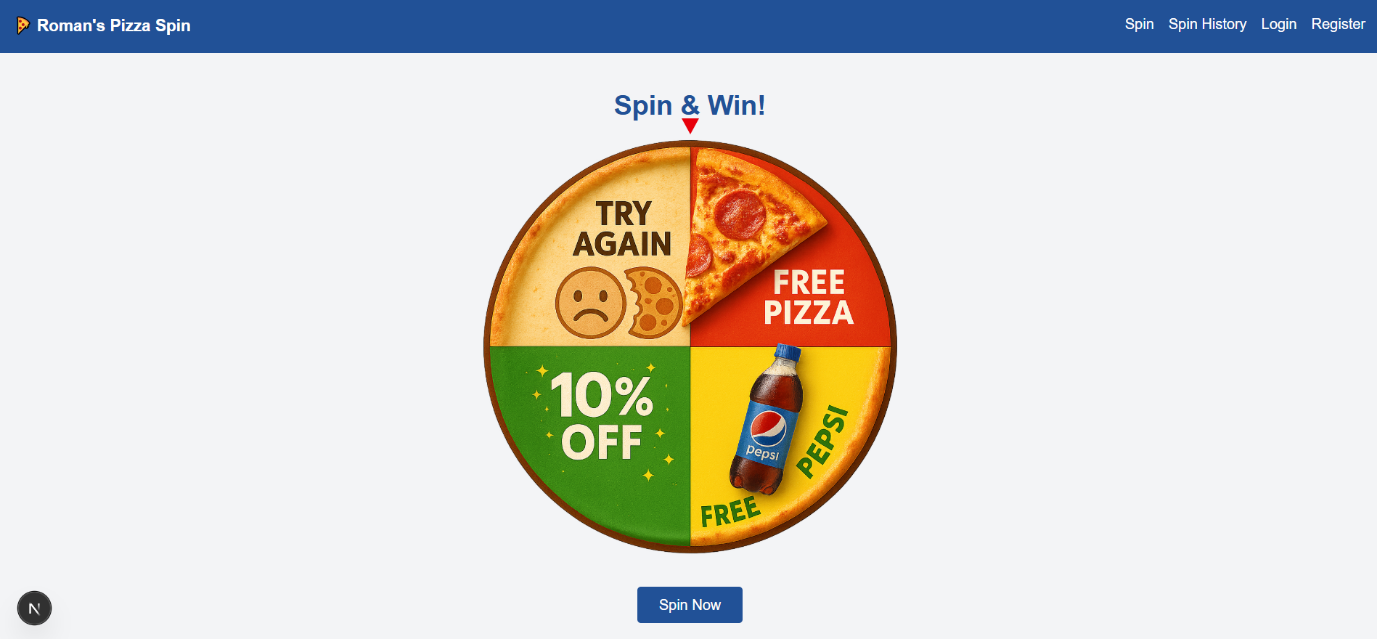 Roman's Pizza Spin
Spin
Spin History
Login
Register
Spin & Win!
TRY
AGAIN
FREE
PIZZA
10%
OFF
pepsi
FREE PEPSI
N
Spin Now